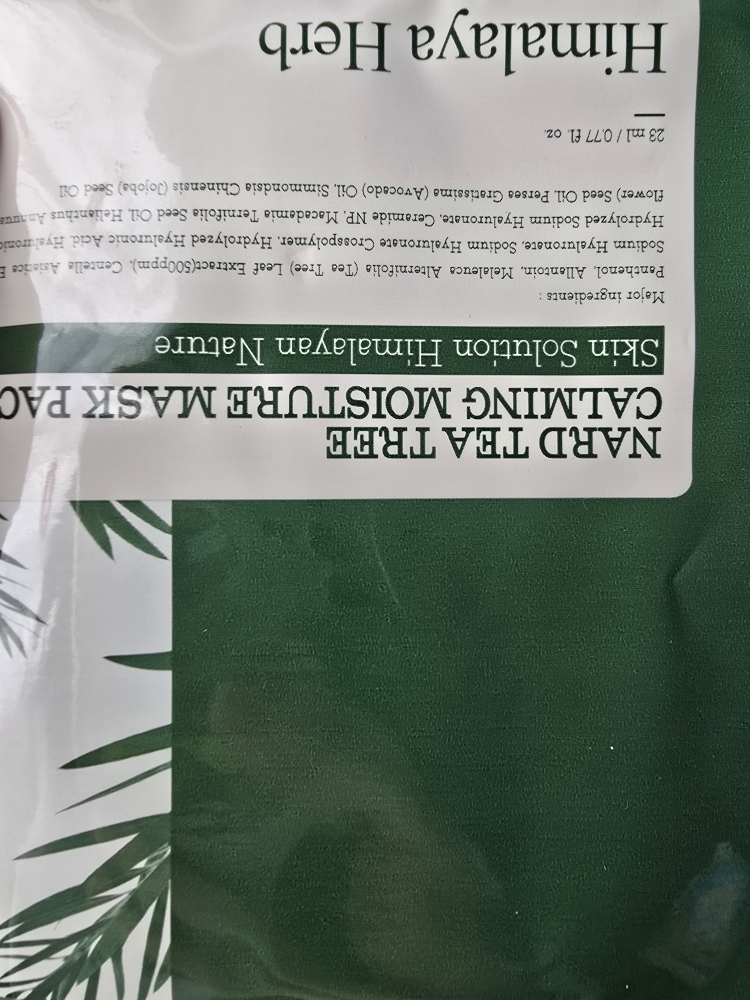 NARD TEA TREE
CALMING MOISTURE MASK PAC
Skin Solution Himalayan Nature
Major ingredients :
Panthenol, Allantoin, Melaleuca Alternifolia (Tea Tree) Leaf Extract(500ppm), Centella Asiatica E
Sodium Hyaluronate, Sodium Hyaluronate Crosspolymer, Hydrolyzed Hyaluronic Acid, Hyaluronic
Hydrolyzed Sodium Hyaluronate, Ceramide NP, Macadamia Ternifolia Seed Oil, Helianthus Annuus
flower) Seed Oil, Persea Gratissima (Avocado) Oil, Simmondsia Chinensis (Jojoba) Seed Oil
23 ml / 0.77 fl. oz.
Himalaya Herb